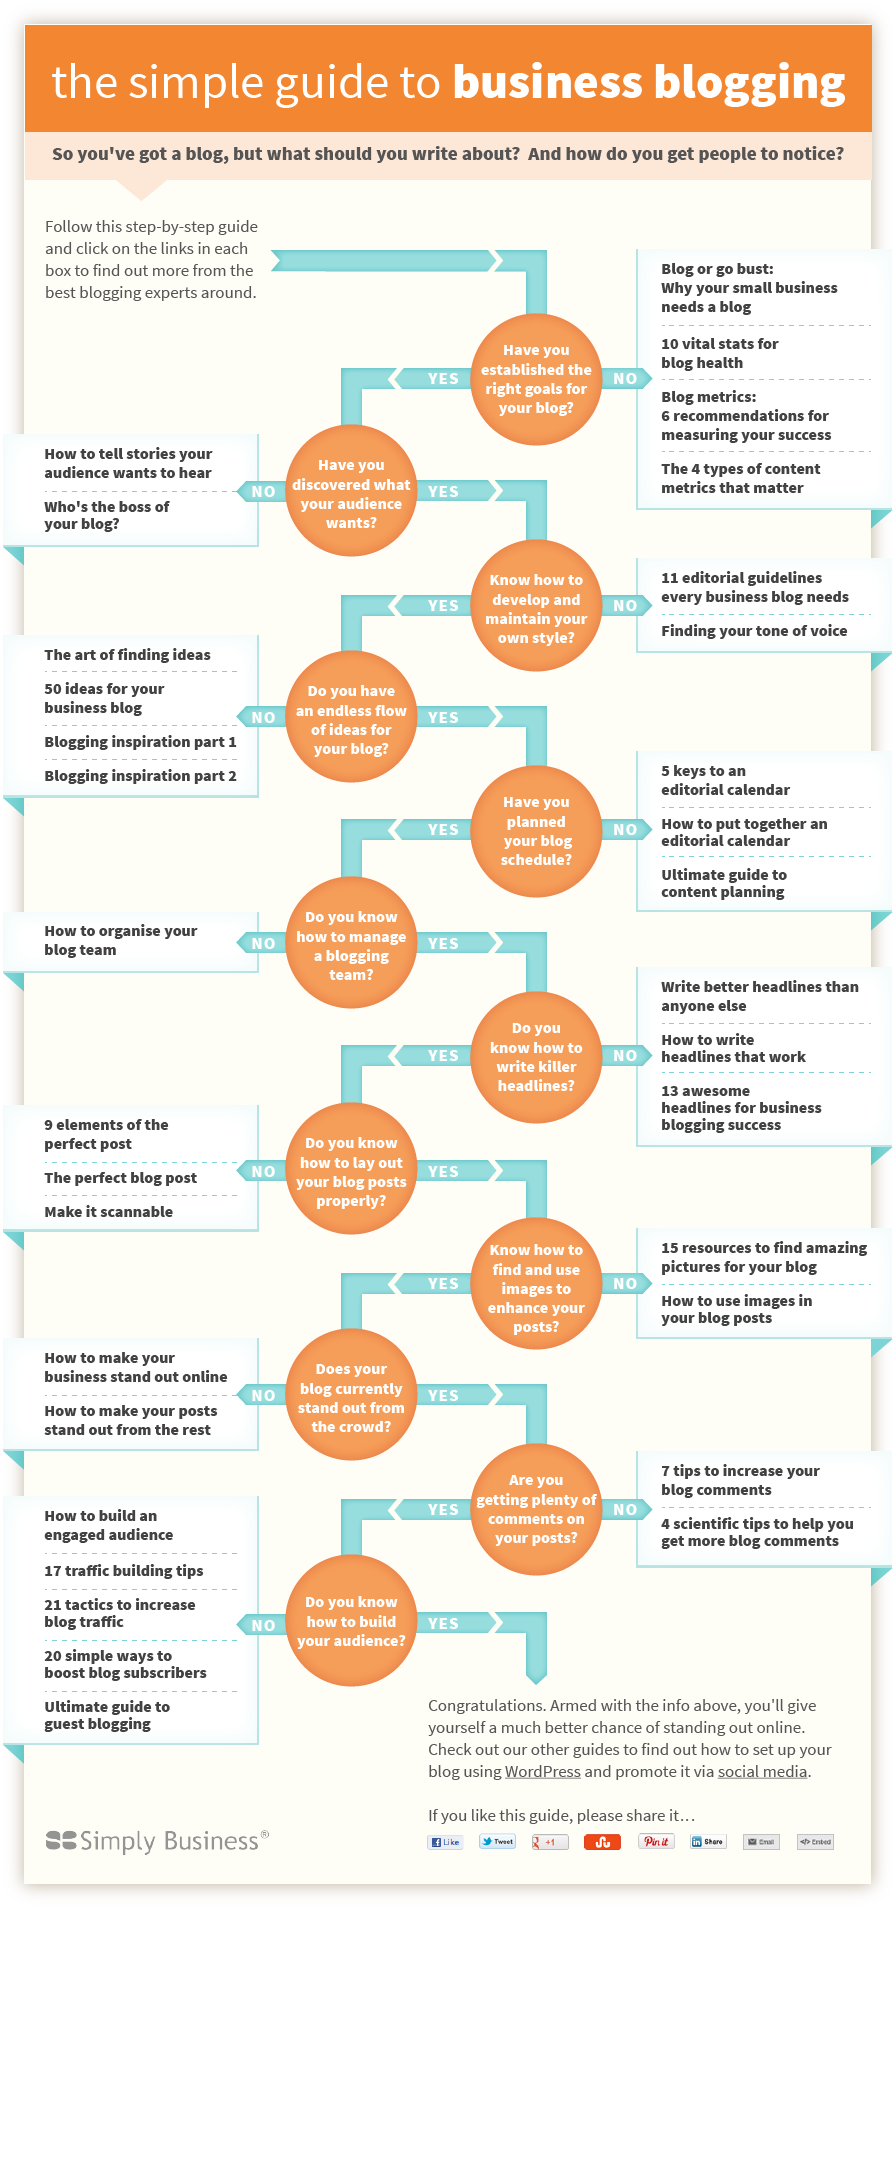 the simple guide to business blogging
So you've got a blog, but what should you write about? And how do you get people to notice?
Follow this step-by-step guide
and click on the links in each
box to find out more from the
best blogging experts around.
Have you
established the
right goals for
your blog?
YES
NO
Blog or go bust:
Why your small business
needs a blog
10 vital stats for
blog health
Blog metrics:
6 recommendations for
measuring your success
The 4 types of content
metrics that matter
Have you
discovered what
your audience
wants?
NO
YES
How to tell stories your
audience wants to hear
Who's the boss of
your blog?
Know how to
develop and
maintain your
own style?
YES
NO
11 editorial guidelines
every business blog needs
Finding your tone of voice
Do you have
an endless flow
of ideas for
your blog?
NO
YES
The art of finding ideas
50 ideas for your
business blog
Blogging inspiration part 1
Blogging inspiration part 2
Have you
planned
your blog
schedule?
YES
NO
5 keys to an
editorial calendar
How to put together an
editorial calendar
Ultimate guide to
content planning
Do you know
how to manage
a blogging
team?
NO
YES
How to organise your
blog team
Do you
know how to
write killer
headlines?
YES
NO
Write better headlines than
anyone else
How to write
headlines that work
13 awesome
headlines for business
blogging success
Do you know
how to lay out
your blog posts
properly?
NO
YES
9 elements of the
perfect post
The perfect blog post
Make it scannable
Know how to
find and use
images to
enhance your
posts?
YES
NO
15 resources to find amazing
pictures for your blog
How to use images in
your blog posts
Does your
blog currently
stand out from
the crowd?
NO
YES
How to make your
business stand out online
How to make your posts
stand out from the rest
Are you
getting plenty of
comments on
your posts?
YES
NO
7 tips to increase your
blog comments
4 scientific tips to help you
get more blog comments
Do you know
how to build
your audience?
NO
YES
How to build an
engaged audience
17 traffic building tips
21 tactics to increase
blog traffic
20 simple ways to
boost blog subscribers
Ultimate guide to
guest blogging
Congratulations. Armed with the info above, you'll give
yourself a much better chance of standing out online.
Check out our other guides to find out how to set up your
blog using WordPress and promote it via social media.
If you like this guide, please share it...
Simply Business®
Like
Tweet
+1
Pin it
Share
Email
</> Embed